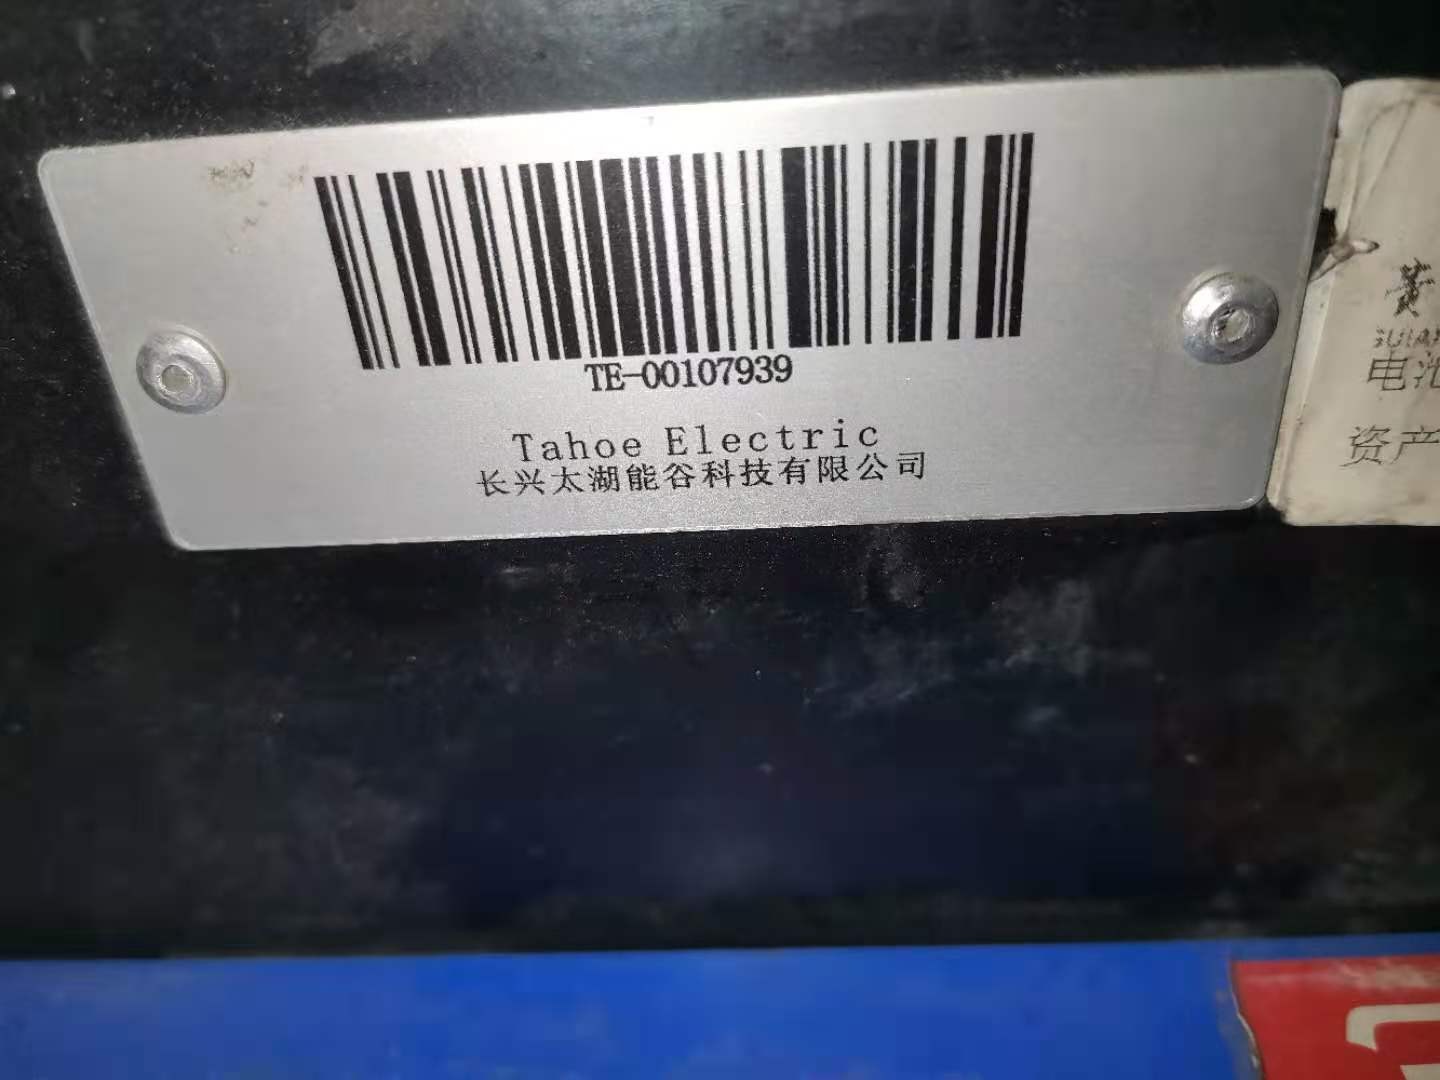 TE-00107939
Tahoe Electric
长兴太湖能谷科技有限公司
电池
资产